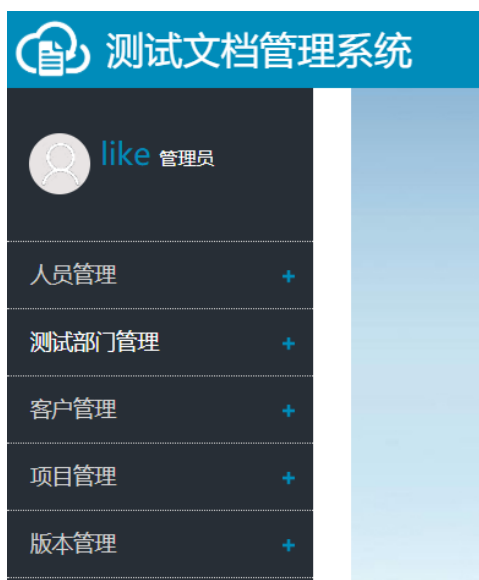 测试文档管理系统
like 管理员
人员管理 +
测试部门管理 +
客户管理 +
项目管理 +
版本管理 +